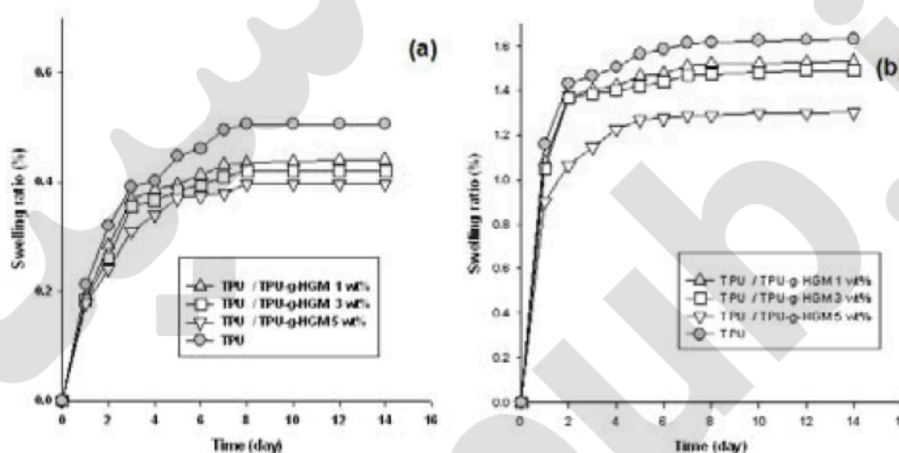 (a)
Swelling ratio (%)
0.6
0.4
0.2
0.0
TPU / TPU-g-HGM 1 wt%
TPU / TPU-g-HGM 3 wt%
TPU / TPU-g-HGM 5 wt%
TPU
0 2 4 6 8 10 12 14 16
Time (day)
(b)
Swelling ratio (%)
1.6
1.4
1.2
1.0
0.8
0.6
0.4
0.2
0.0
TPU / TPU-g-HGM 1 wt%
TPU / TPU-g-HGM 3 wt%
TPU / TPU-g-HGM 5 wt%
TPU
0 2 4 6 8 10 12 14 16
Time (day)